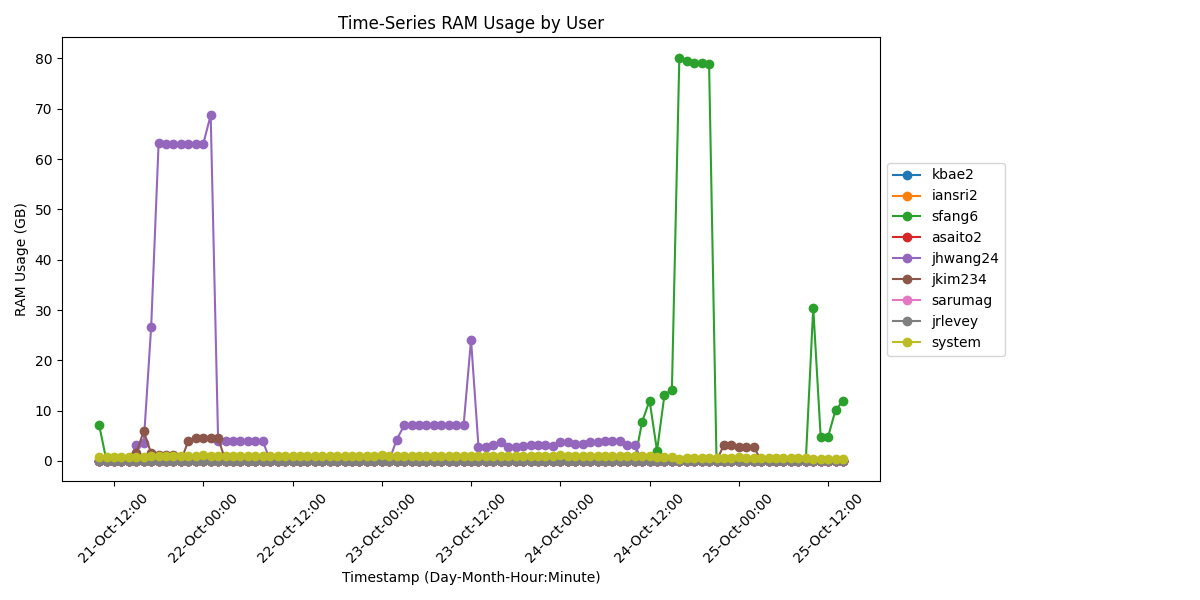 Time-Series RAM Usage by User
RAM Usage (GB)
80
70
60
50
40
30
20
10
0
21-Oct-12:00
22-Oct-00:00
22-Oct-12:00
23-Oct-00:00
23-Oct-12:00
24-Oct-00:00
24-Oct-12:00
25-Oct-00:00
25-Oct-12:00
Timestamp (Day-Month-Hour:Minute)
kbae2
iansri2
sfang6
asaito2
jhwang24
jkim234
sarumag
jrlevey
system